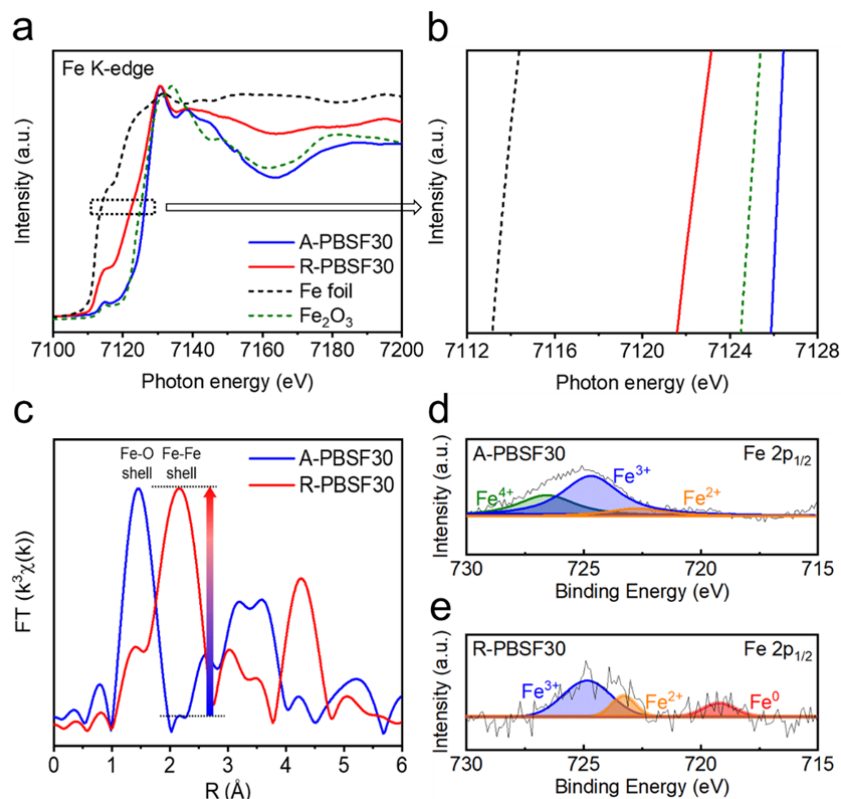 a
Fe K-edge
Intensity (a.u.)
A-PBSF30
R-PBSF30
Fe foil
Fe₂O₃
7100 7120 7140 7160 7180 7200
Photon energy (eV)
b
Intensity (a.u.)
7112 7116 7120 7124 7128
Photon energy (eV)
c
Fe-O
shell
Fe-Fe
shell
A-PBSF30
R-PBSF30
FT (k³χ(k))
0 1 2 3 4 5 6
R (Å)
d
A-PBSF30
Fe 2p₁/₂
Fe⁴⁺
Fe³⁺
Fe²⁺
Intensity (a.u.)
730 725 720 715
Binding Energy (eV)
e
R-PBSF30
Fe 2p₁/₂
Fe³⁺
Fe²⁺
Fe⁰
Intensity (a.u.)
730 725 720 715
Binding Energy (eV)